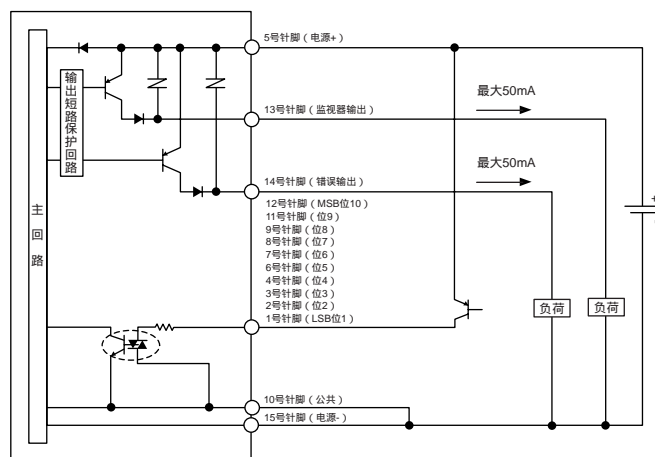 5号针脚（电源+）
输出短路保护回路
最大50mA
13号针脚（监视器输出）
最大50mA
14号针脚（错误输出）
12号针脚（MSB位10）
11号针脚（位9）
9号针脚（位8）
8号针脚（位7）
7号针脚（位6）
6号针脚（位5）
4号针脚（位4）
3号针脚（位3）
2号针脚（位2）
1号针脚（LSB位1）
主回路
负荷
负荷
+
10号针脚（公共）
15号针脚（电源-）